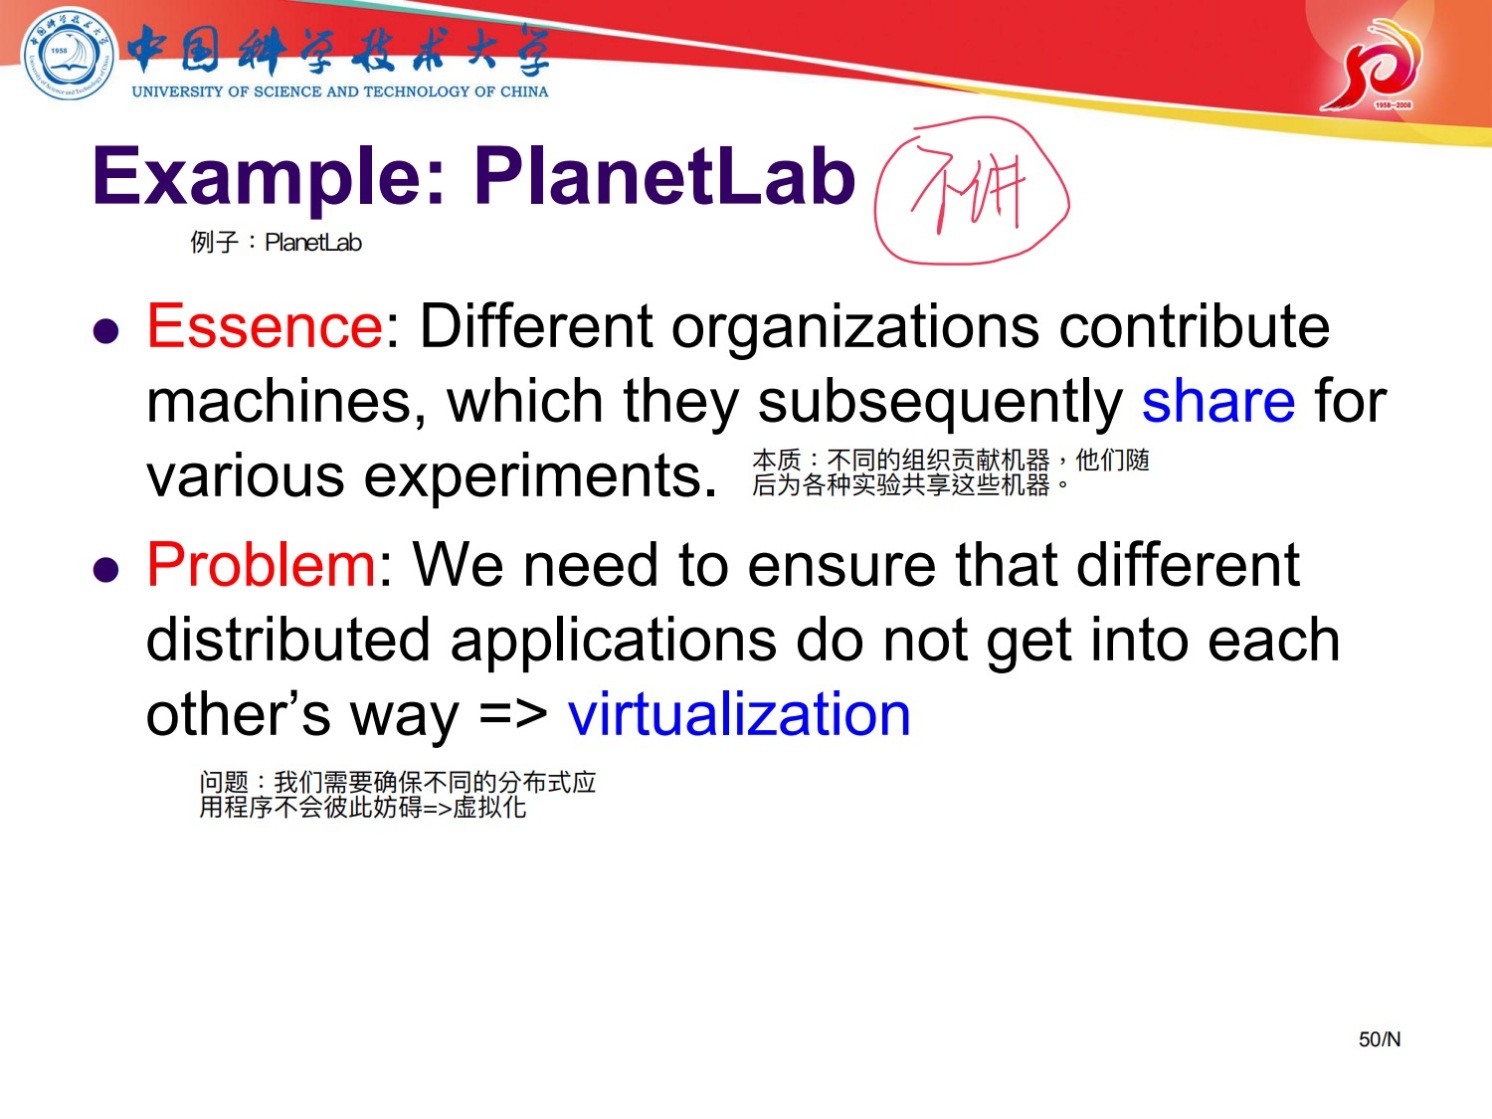 中国科学技术大学
UNIVERSITY OF SCIENCE AND TECHNOLOGY OF CHINA
1958
1958-2008
Example: PlanetLab
不讲
例子：PlanetLab
● Essence: Different organizations contribute
machines, which they subsequently share for
various experiments.
本质：不同的组织贡献机器，他们随
后为各种实验共享这些机器。
● Problem: We need to ensure that different
distributed applications do not get into each
other’s way => virtualization
问题：我们需要确保不同的分布式应
用程序不会彼此妨碍=>虚拟化
50/N